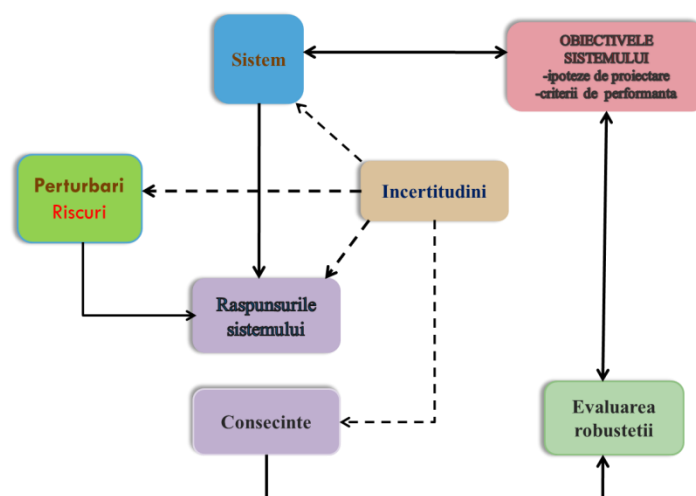 Sistem
OBIECTIVELE
SISTEMULUI
-ipoteze de proiectare
-criterii de performanta
Perturbari
Riscuri
Incertitudini
Raspunsurile
sistemului
Consecinte
Evaluarea
robustetii